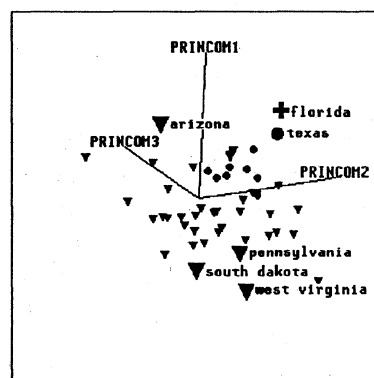 PRINCOM1
florida
arizona
texas
PRINCOM3
PRINCOM2
pennsylvania
south dakota
west virginia